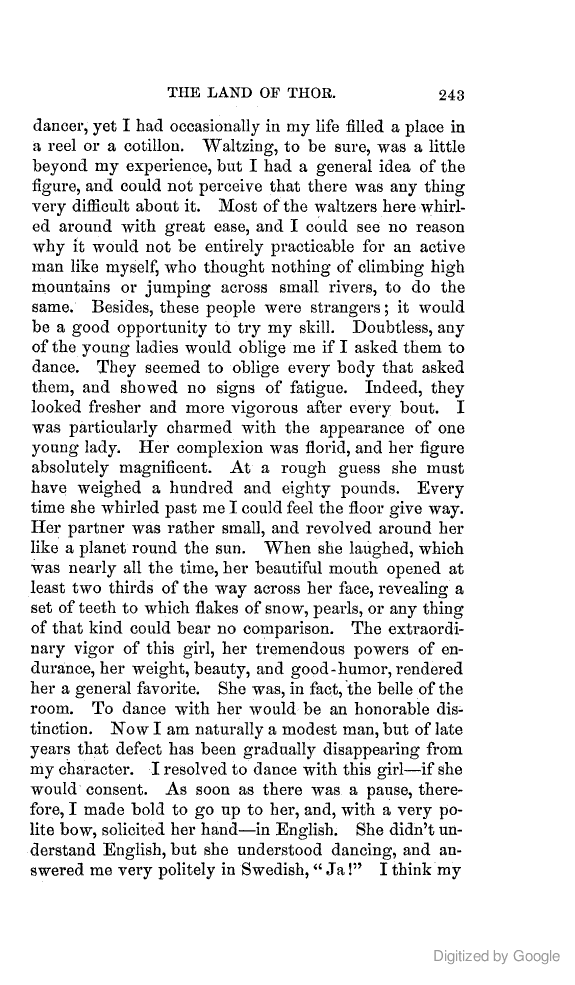 THE LAND OF THOR. 243
dancer, yet I had occasionally in my life filled a place in
a reel or a cotillon. Waltzing, to be sure, was a little
beyond my experience, but I had a general idea of the
figure, and could not perceive that there was any thing
very difficult about it. Most of the waltzers here whirl-
ed around with great ease, and I could see no reason
why it would not be entirely practicable for an active
man like myself, who thought nothing of climbing high
mountains or jumping across small rivers, to do the
same. Besides, these people were strangers; it would
be a good opportunity to try my skill. Doubtless, any
of the young ladies would oblige me if I asked them to
dance. They seemed to oblige every body that asked
them, and showed no signs of fatigue. Indeed, they
looked fresher and more vigorous after every bout. I
was particularly charmed with the appearance of one
young lady. Her complexion was florid, and her figure
absolutely magnificent. At a rough guess she must
have weighed a hundred and eighty pounds. Every
time she whirled past me I could feel the floor give way.
Her partner was rather small, and revolved around her
like a planet round the sun. When she laughed, which
was nearly all the time, her beautiful mouth opened at
least two thirds of the way across her face, revealing a
set of teeth to which flakes of snow, pearls, or any thing
of that kind could bear no comparison. The extraordi-
nary vigor of this girl, her tremendous powers of en-
durance, her weight, beauty, and good-humor, rendered
her a general favorite. She was, in fact, the belle of the
room. To dance with her would be an honorable dis-
tinction. Now I am naturally a modest man, but of late
years that defect has been gradually disappearing from
my character. I resolved to dance with this girl—if she
would consent. As soon as there was a pause, there-
fore, I made bold to go up to her, and, with a very po-
lite bow, solicited her hand—in English. She didn't un-
derstand English, but she understood dancing, and an-
swered me very politely in Swedish, "Ja!" I think my
Digitized by Google